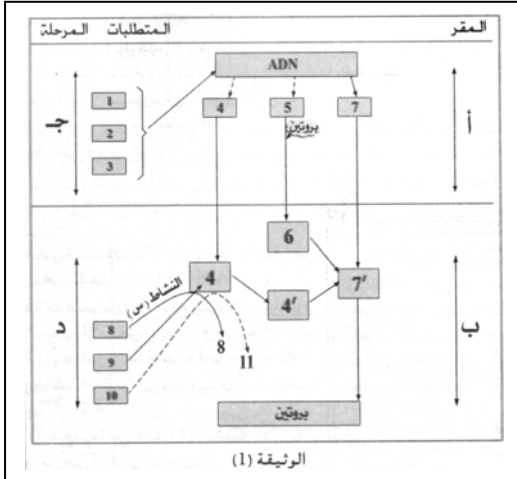 المقر المتطلبات المرحلة
ADN
4 5 7
1
2
3
بروتين
جـ
أ
6
4
7'
4'
النشاط (س)
8
9
10
8
11
د
ب
بروتين
الوثيقة (1)